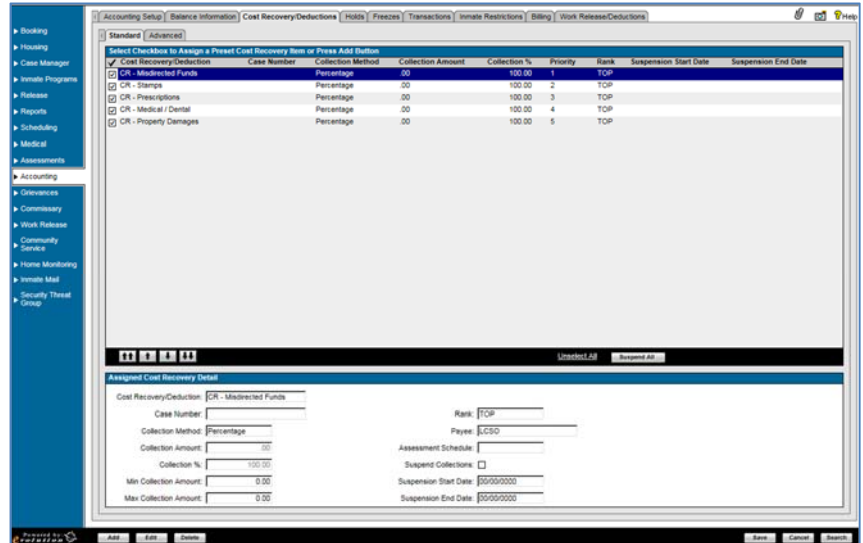 Accounting Setup Balance Information Cost Recovery/Deductions Holds Freezes Transactions Inmate Restrictions Billing Work Release/Deductions Help
Standard Advanced
Select Checkbox to Assign a Preset Cost Recovery Item or Press Add Button
Cost Recovery/Deduction Case Number Collection Method Collection Amount Collection % Priority Rank Suspension Start Date Suspension End Date
CR - Misdirected Funds Percentage .00 100.00 1 TOP
CR - Stamps Percentage .00 100.00 2 TOP
CR - Prescriptions Percentage .00 100.00 3 TOP
CR - Medical / Dental Percentage .00 100.00 4 TOP
CR - Property Damages Percentage .00 100.00 5 TOP
Booking
Housing
Case Manager
Inmate Programs
Release
Reports
Scheduling
Medical
Assessments
Accounting
Grievances
Commissary
Work Release
Community
Service
Home Monitoring
Inmate Mail
Security Threat
Group
Unselect All Suspend All
Assigned Cost Recovery Detail
Cost Recovery/Deduction: CR - Misdirected Funds
Case Number: Rank: TOP
Collection Method: Percentage Payee: LCSO
Collection Amount: .00 Assessment Schedule:
Collection %: 100.00 Suspend Collections:
Min Collection Amount: 0.00 Suspension Start Date: 00/00/0000
Max Collection Amount: 0.00 Suspension End Date: 00/00/0000
Powered by
Add Edit Delete Save Cancel Search